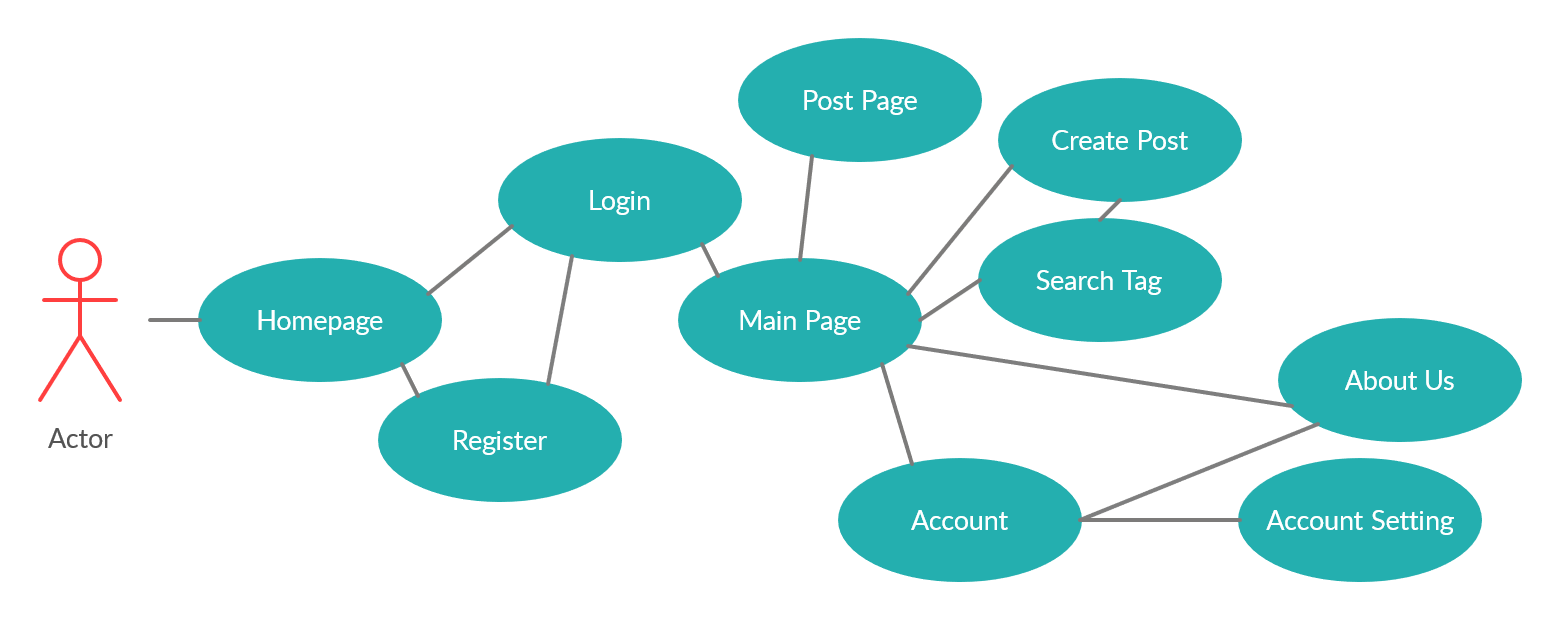 Post Page
Create Post
Login
Search Tag
Homepage
Main Page
About Us
Actor
Register
Account
Account Setting